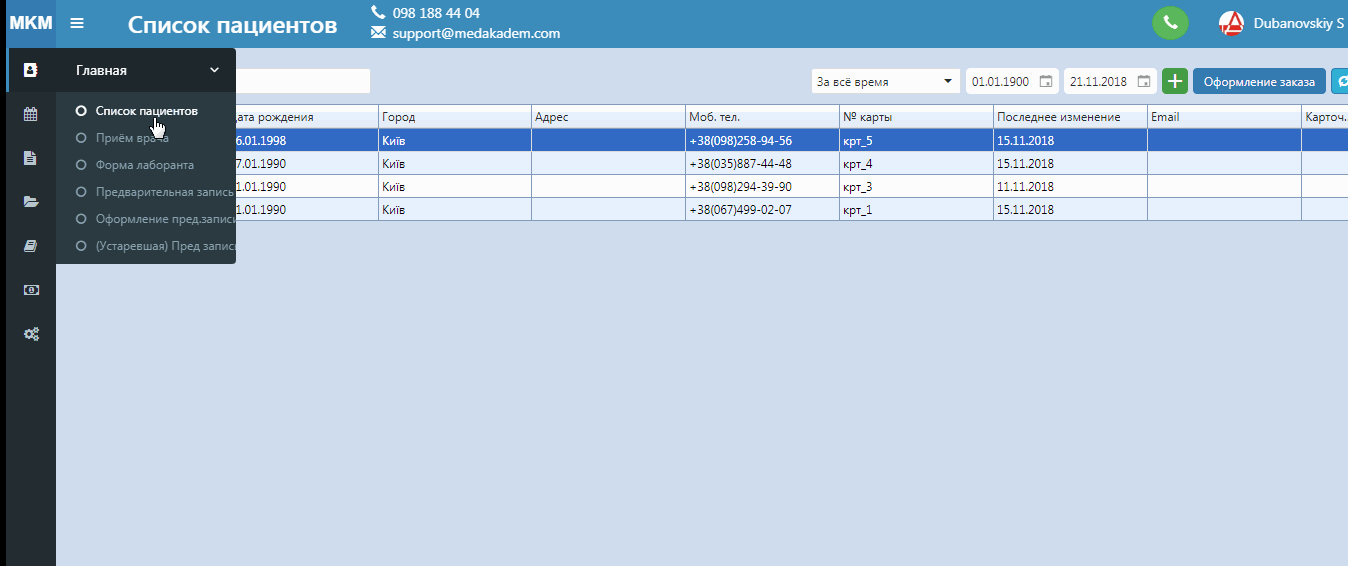 МКМ
Список пациентов
098 188 44 04
support@medakadem.com
Dubanovskiy S
Главная
За всё время
01.01.1900
21.11.2018
Оформление заказа
Список пациентов
Приём врача
Форма лаборанта
Предварительная запись
Оформление пред.записи
(Устаревшая) Пред запись
дата рождения Город Адрес Моб. тел. № карты Последнее изменение Email Карточ.
6.01.1998 Київ +38(098)258-94-56 крт_5 15.11.2018
7.01.1990 Київ +38(035)887-44-48 крт_4 15.11.2018
1.01.1990 Київ +38(098)294-39-90 крт_3 11.11.2018
1.01.1990 Київ +38(067)499-02-07 крт_1 15.11.2018